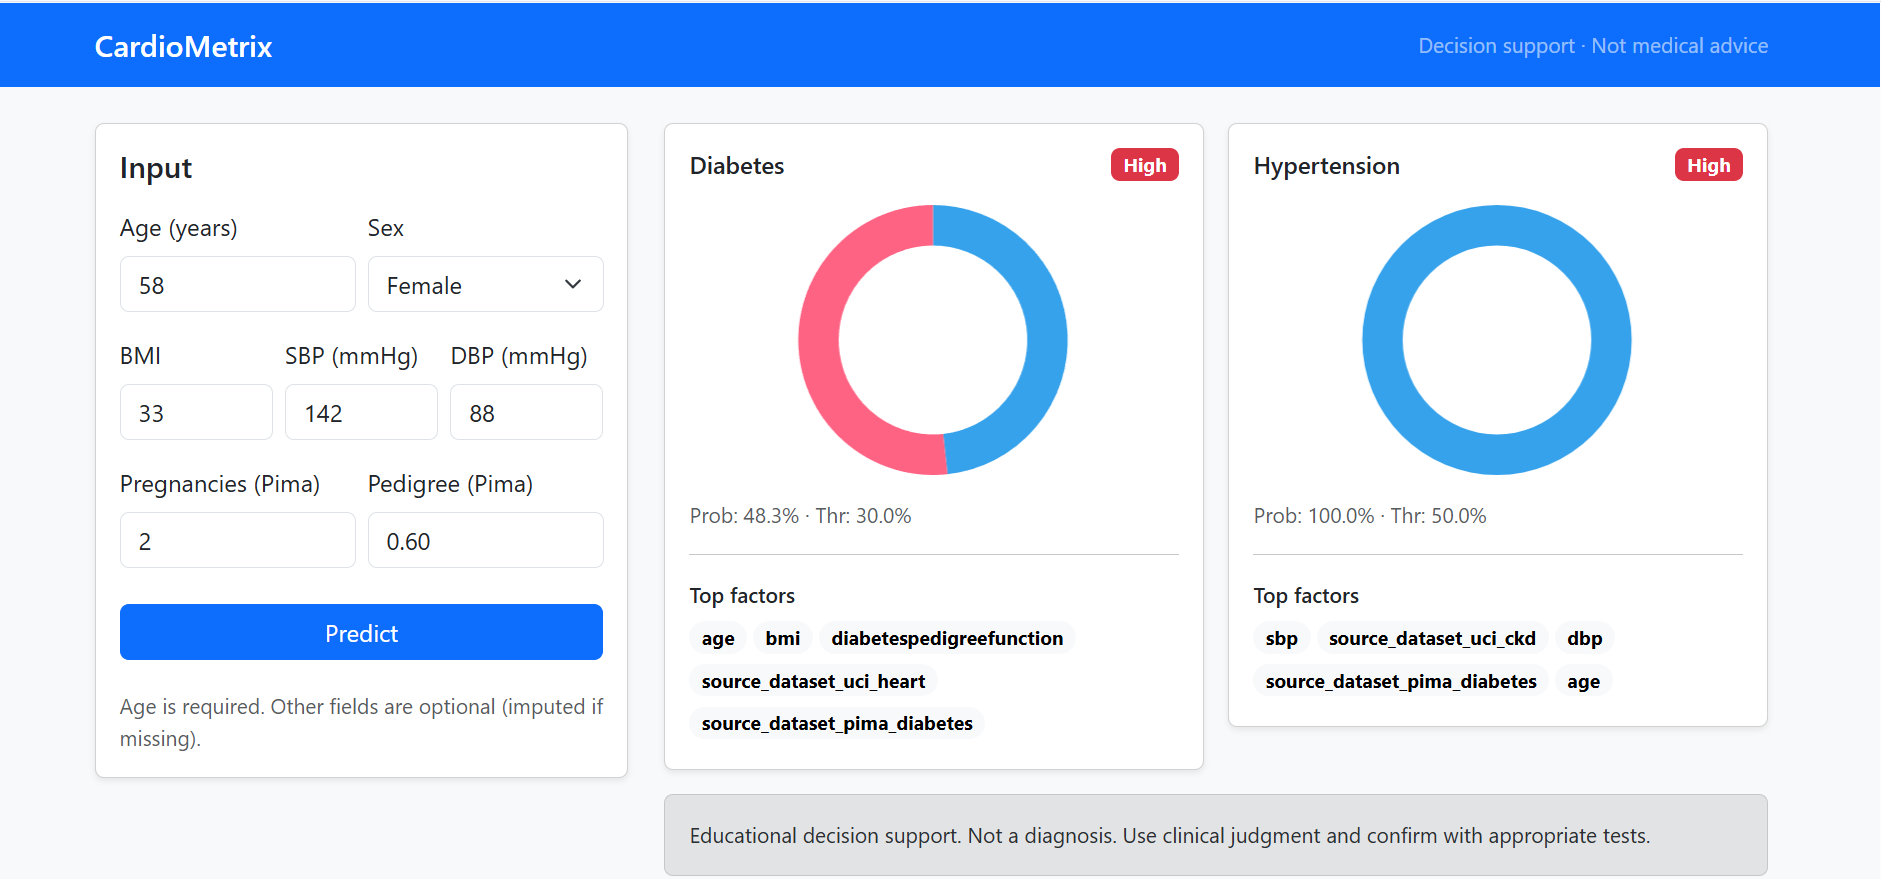 CardioMetrix
Decision support · Not medical advice
Input
Age (years)
Sex
58
Female
BMI
SBP (mmHg)
DBP (mmHg)
33
142
88
Pregnancies (Pima)
Pedigree (Pima)
2
0.60
Predict
Age is required. Other fields are optional (imputed if
missing).
Diabetes
High
Prob: 48.3% · Thr: 30.0%
Top factors
age
bmi
diabetespedigreefunction
source_dataset_uci_heart
source_dataset_pima_diabetes
Hypertension
High
Prob: 100.0% · Thr: 50.0%
Top factors
sbp
source_dataset_uci_ckd
dbp
source_dataset_pima_diabetes
age
Educational decision support. Not a diagnosis. Use clinical judgment and confirm with appropriate tests.